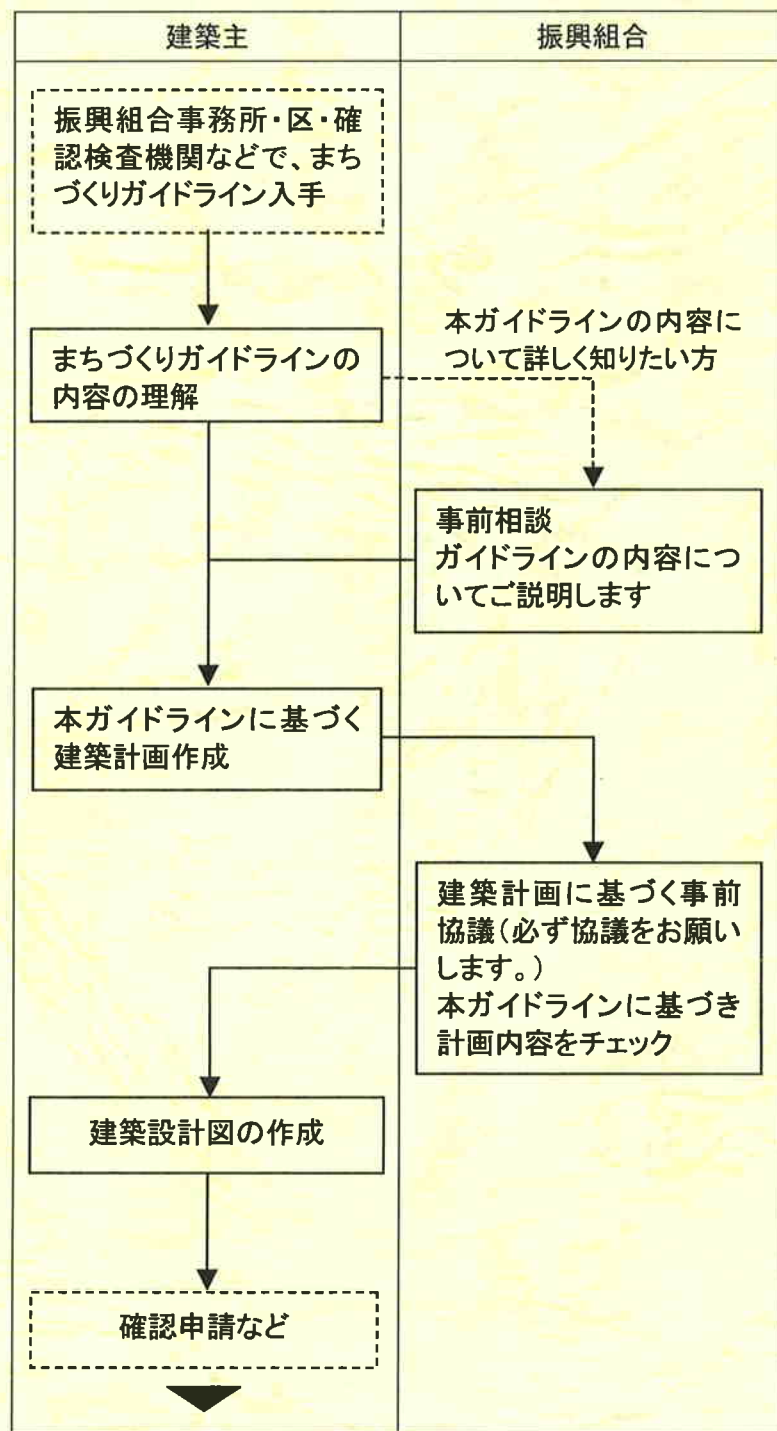 建築主
振興組合
振興組合事務所・区・確
認検査機関などで、まち
づくりガイドライン入手
まちづくりガイドラインの
内容の理解
本ガイドラインの内容に
ついて詳しく知りたい方
事前相談
ガイドラインの内容につ
いてご説明します
本ガイドラインに基づく
建築計画作成
建築計画に基づく事前
協議（必ず協議をお願い
します。）
本ガイドラインに基づき
計画内容をチェック
建築設計図の作成
確認申請など